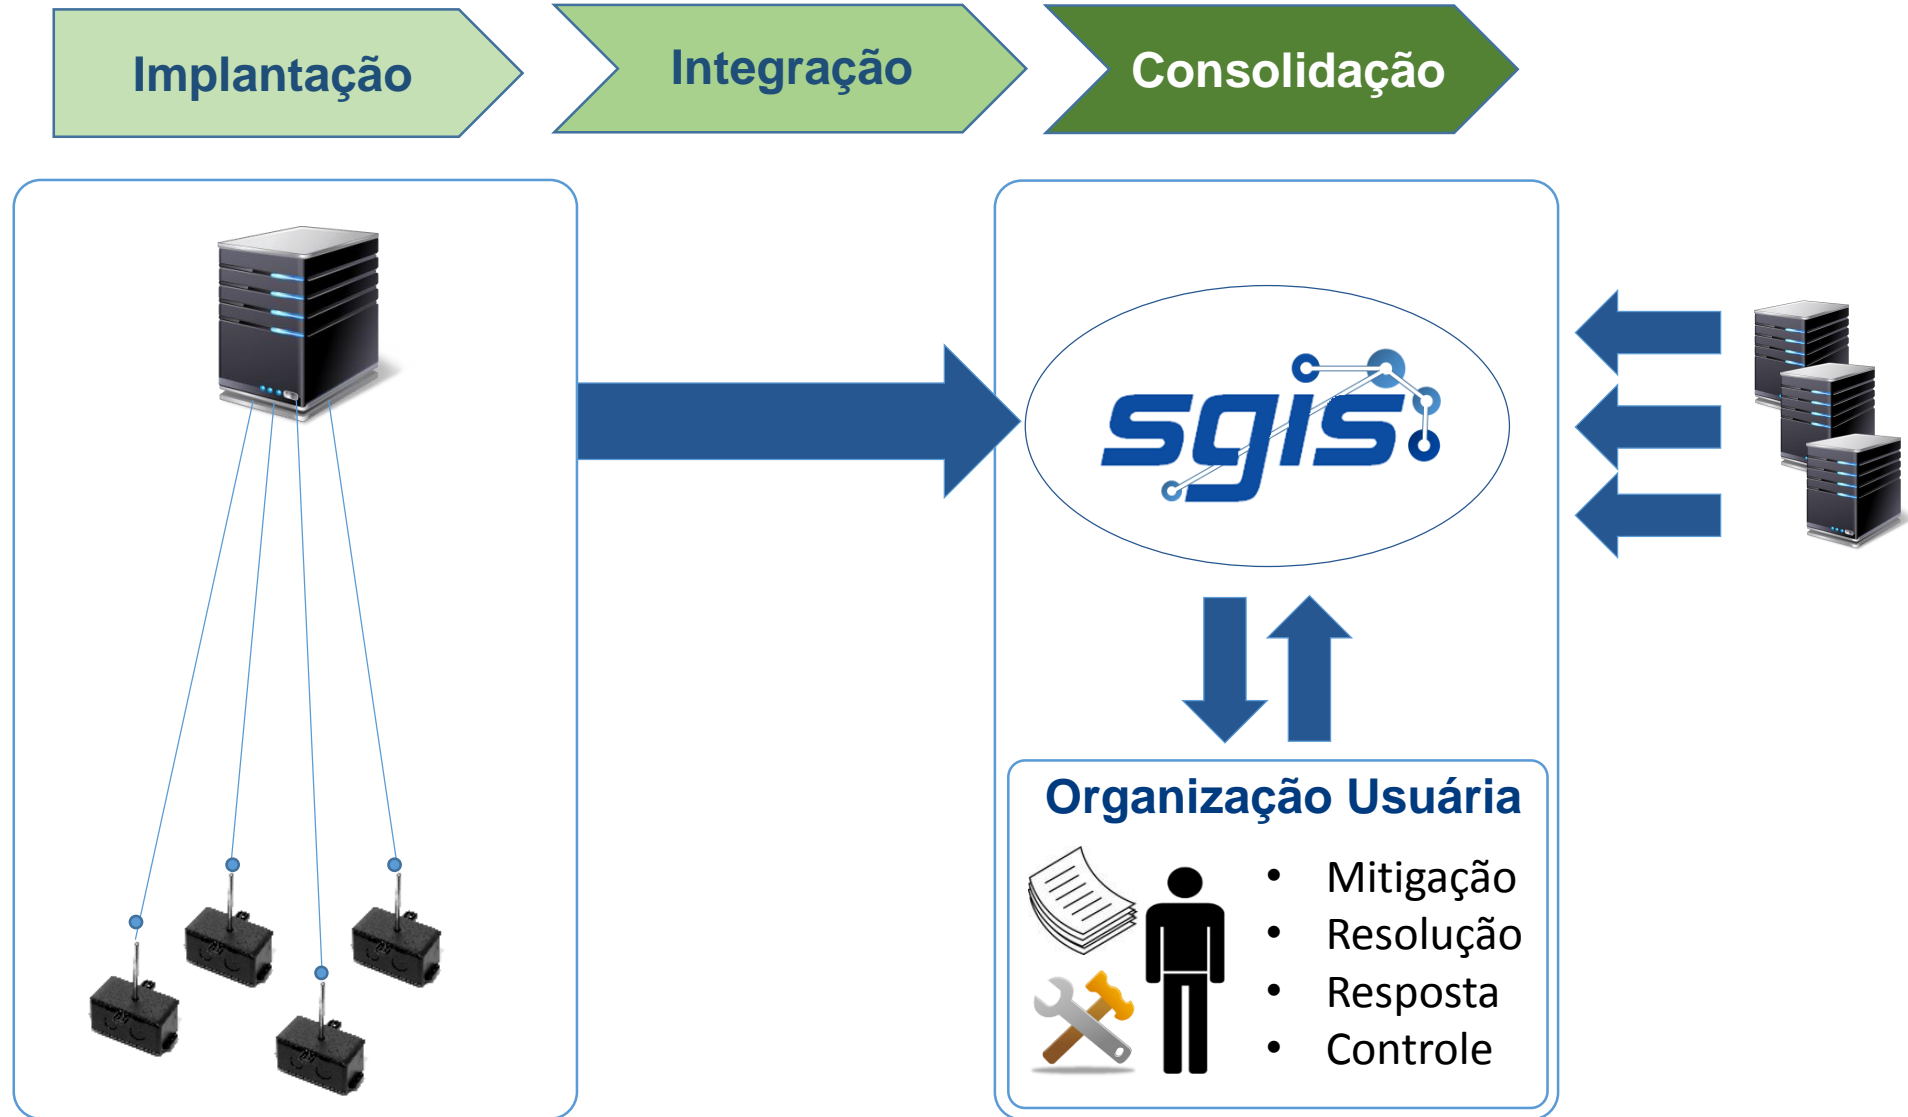 Implantação
Integração
Consolidação
sgis
Organização Usuária
• Mitigação
• Resolução
• Resposta
• Controle